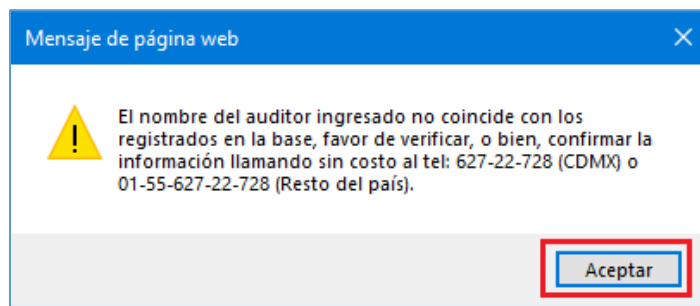 Mensaje de página web
El nombre del auditor ingresado no coincide con los
registrados en la base, favor de verificar, o bien, confirmar la
información llamando sin costo al tel: 627-22-728 (CDMX) o
01-55-627-22-728 (Resto del país).
Aceptar